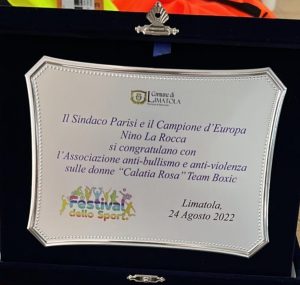 Comune di
LIMATOLA
Il Sindaco Parisi e il Campione d'Europa
Nino La Rocca
si congratulano con
l'Associazione anti-bullismo e anti-violenza
sulle donne "Calatia Rosa" Team Boxic
Festival
dello Sport
Limatola,
24 Agosto 2022